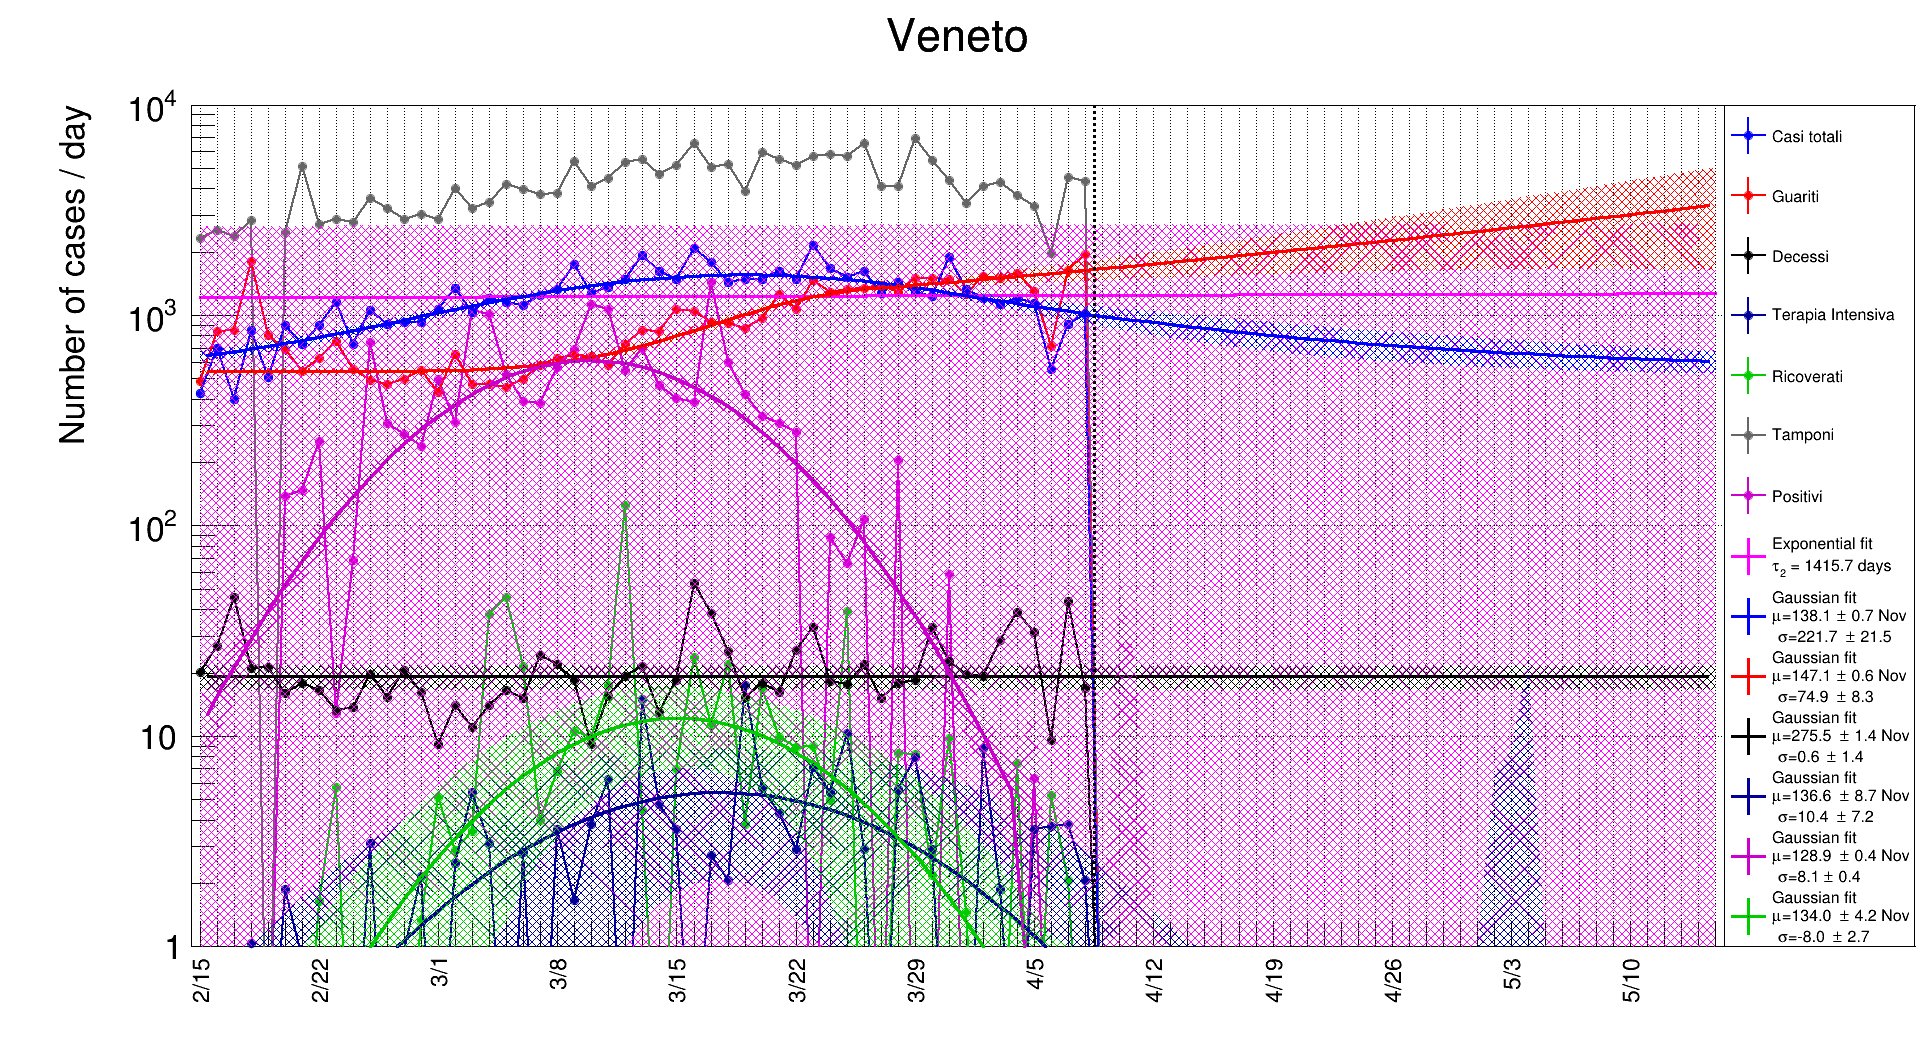 Veneto
Number of cases / day
10⁴
10³
10²
10
1
2/15
2/22
3/1
3/8
3/15
3/22
3/29
4/5
4/12
4/19
4/26
5/3
5/10
Casi totali
Guariti
Decessi
Terapia Intensiva
Ricoverati
Tamponi
Positivi
Exponential fit
τ₂ = 1415.7 days
Gaussian fit
μ=138.1 ± 0.7 Nov
σ=221.7 ± 21.5
Gaussian fit
μ=147.1 ± 0.6 Nov
σ=74.9 ± 8.3
Gaussian fit
μ=275.5 ± 1.4 Nov
σ=0.6 ± 1.4
Gaussian fit
μ=136.6 ± 8.7 Nov
σ=10.4 ± 7.2
Gaussian fit
μ=128.9 ± 0.4 Nov
σ=8.1 ± 0.4
Gaussian fit
μ=134.0 ± 4.2 Nov
σ=-8.0 ± 2.7